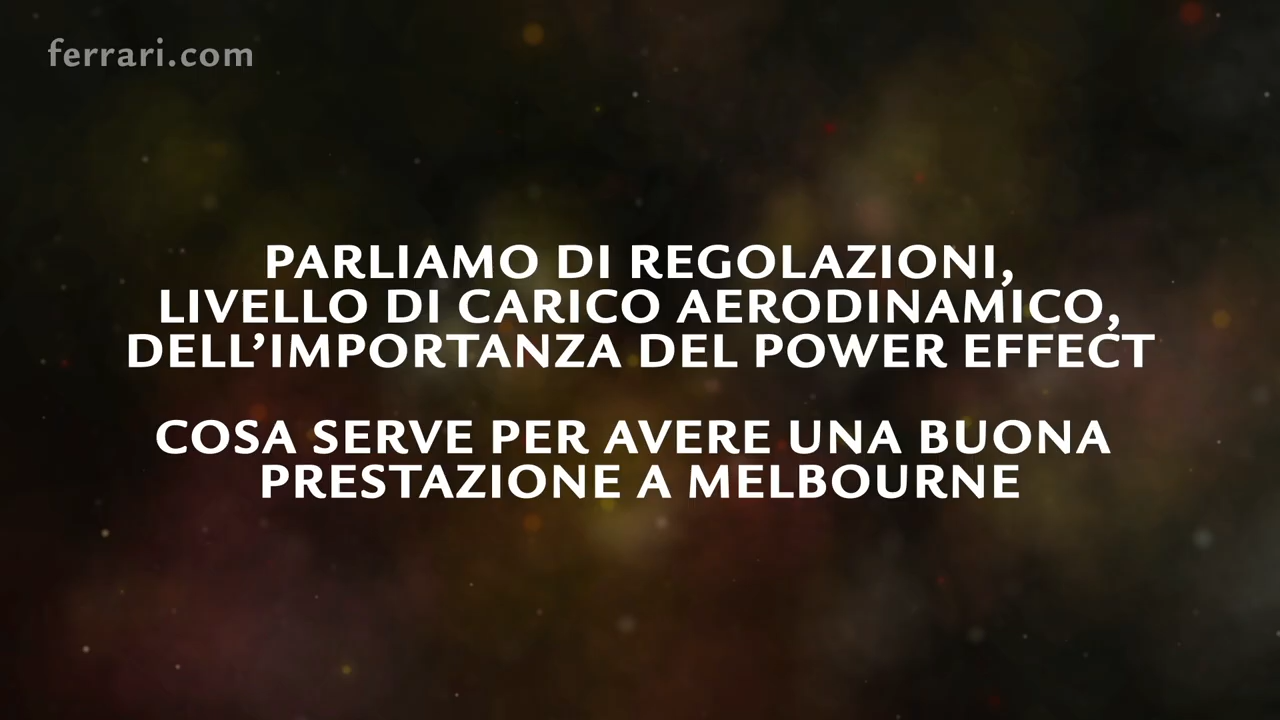 ferrari.com
PARLIAMO DI REGOLAZIONI,
LIVELLO DI CARICO AERODINAMICO,
DELL’IMPORTANZA DEL POWER EFFECT
COSA SERVE PER AVERE UNA BUONA
PRESTAZIONE A MELBOURNE